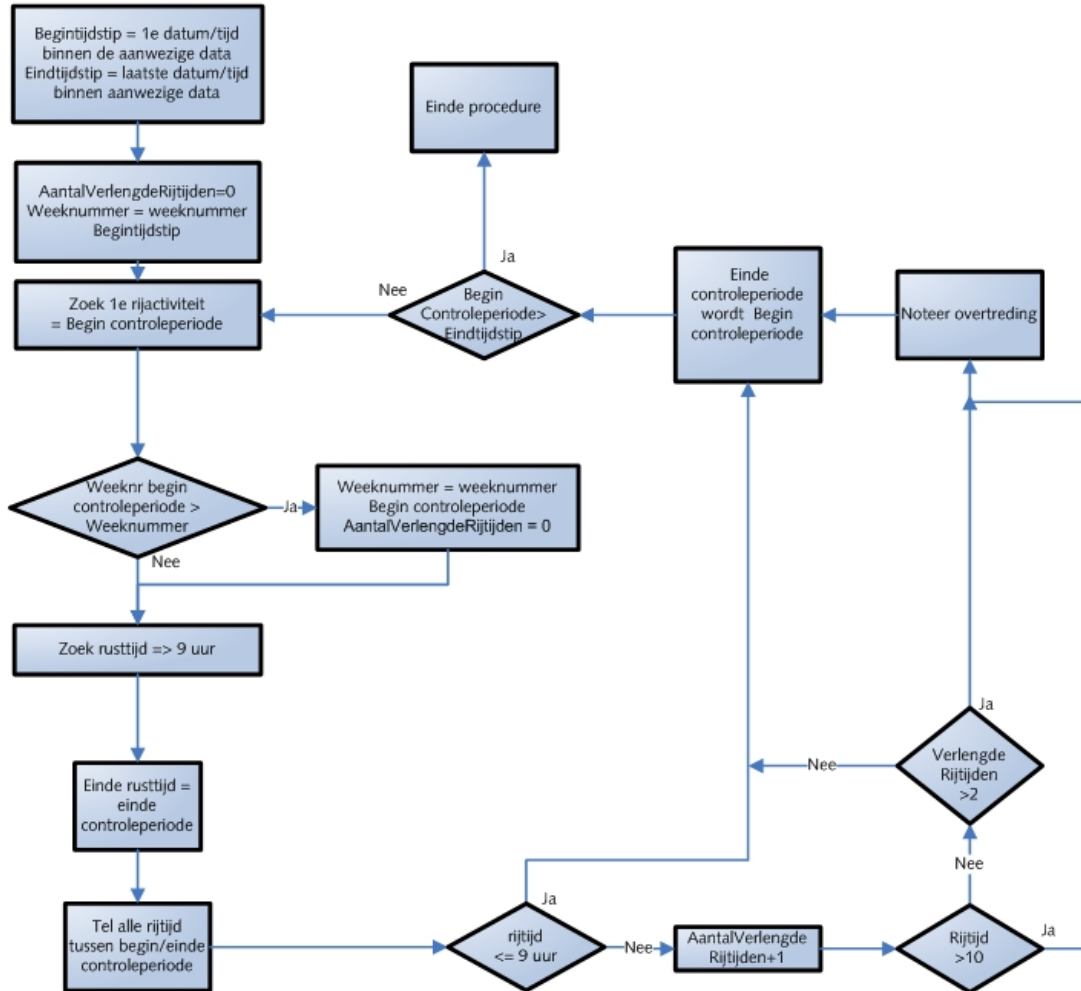 Begintijdstip = 1e datum/tijd
binnen de aanwezige data
Eindtijdstip = laatste datum/tijd
binnen aanwezige data
Einde procedure
AantalVerlengdeRijtijden=0
Weeknummer = weeknummer
Begintijdstip
Zoek 1e rijactiviteit
= Begin controleperiode
Nee
Ja
Begin
Controleperiode>
Eindtijdstip
Einde
controleperiode
wordt Begin
controleperiode
Noteer overtreding
Weeknr begin
controleperiode >
Weeknummer
Ja
Nee
Weeknummer = weeknummer
Begin controleperiode
AantalVerlengdeRijtijden = 0
Zoek rusttijd => 9 uur
Einde rusttijd =
einde
controleperiode
Tel alle rijtijd
tussen begin/einde
controleperiode
rijtijd
<= 9 uur
Ja
Nee
AantalVerlengde
Rijtijden+1
Rijtijd
>10
Ja
Nee
Verlengde
Rijtijden
>2
Ja
Nee